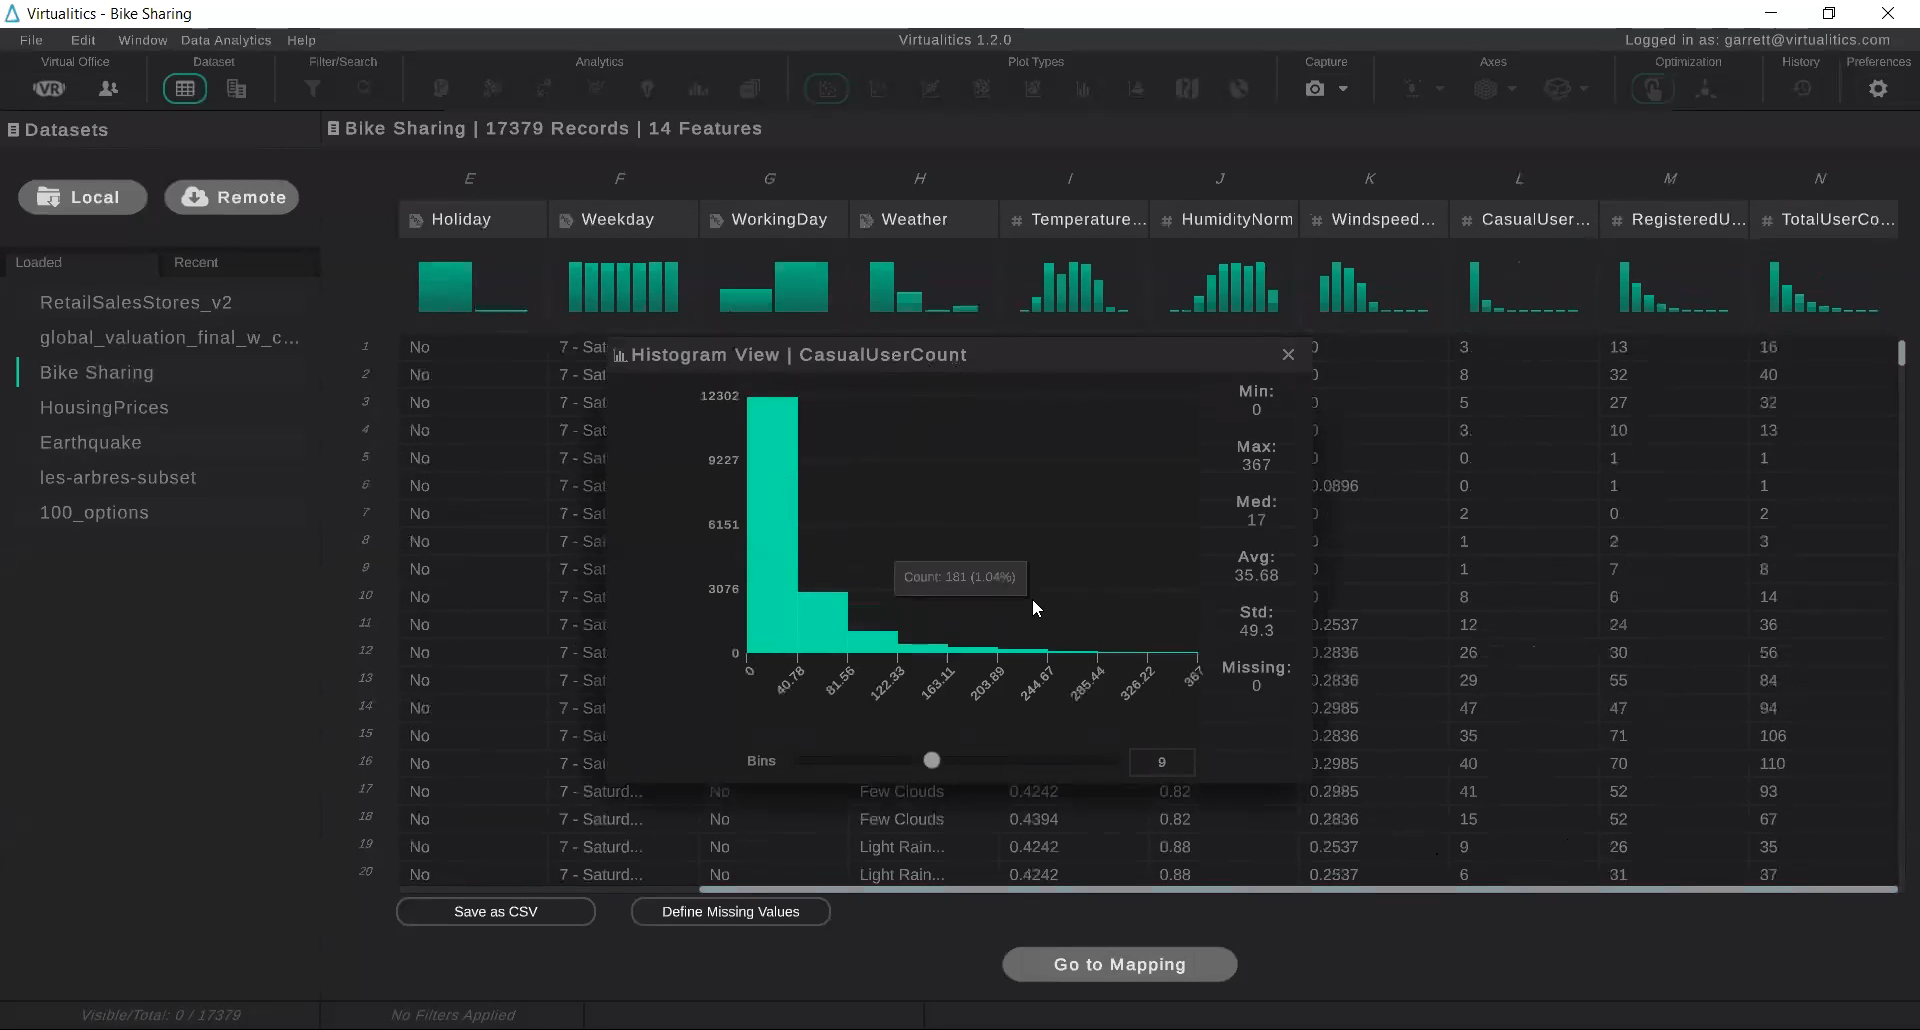 Virtualitics - Bike Sharing
File Edit Window Data Analytics Help
Virtualitics 1.2.0
Logged in as: garrett@virtualitics.com
Virtual Office Dataset Filter/Search Analytics Plot Types Capture Axes Optimization History Preferences
VR
Datasets
Bike Sharing | 17379 Records | 14 Features
Local Remote
Loaded Recent
RetailSalesStores_v2
global_valuation_final_w_c...
Bike Sharing
HousingPrices
Earthquake
les-arbres-subset
100_options
E F G H I J K L M N
Holiday Weekday WorkingDay Weather # Temperature... # HumidityNorm # Windspeed... # CasualUser... # RegisteredU... # TotalUserCo...
Histogram View | CasualUserCount
12302
9227
6151
3076
0
0 40.78 81.56 122.33 163.11 203.89 244.67 285.44 326.22 367
Count: 181 (1.04%)
Min:
0
Max:
367
Med:
17
Avg:
35.68
Std:
49.3
Missing:
0
Bins 9
1 No 7 - Sat 3 13 16
2 No 7 - Sat 8 32 40
3 No 7 - Sat 5 27 32
4 No 7 - Sat 3 10 13
5 No 7 - Sat 0 1 1
6 No 7 - Sat 0.0896 0 1 1
7 No 7 - Sat 2 0 2
8 No 7 - Sat 1 2 3
9 No 7 - Sat 1 7 8
10 No 7 - Sat 8 6 14
11 No 7 - Sat 0.2537 12 24 36
12 No 7 - Sat 0.2836 26 30 56
13 No 7 - Sat 0.2836 29 55 84
14 No 7 - Sat 0.2985 47 47 94
15 No 7 - Sat 0.2836 35 71 106
16 No 7 - Sat 0.2985 40 70 110
17 No 7 - Saturd... No Few Clouds 0.4242 0.82 0.2985 41 52 93
18 No 7 - Saturd... No Few Clouds 0.4394 0.82 0.2836 15 52 67
19 No 7 - Saturd... No Light Rain... 0.4242 0.88 0.2537 9 26 35
20 No 7 - Saturd... No Light Rain... 0.4242 0.88 0.2537 6 31 37
Save as CSV Define Missing Values
Go to Mapping
Visible/Total: 0 / 17379 No Filters Applied